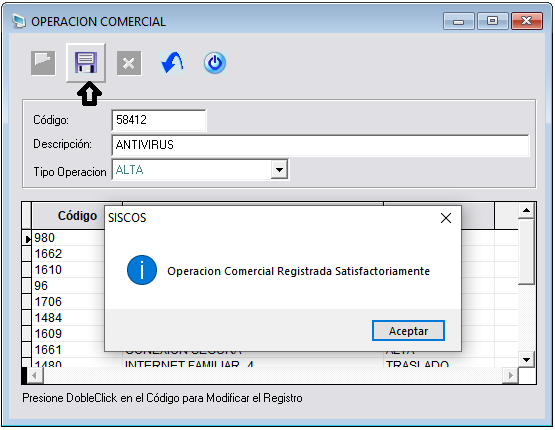 OPERACION COMERCIAL
Código: 58412
Descripción: ANTIVIRUS
Tipo Operacion ALTA
Código
SISCOS
Operacion Comercial Registrada Satisfactoriamente
Aceptar
980
1662
1610
96
1706
1484
1609
1661 CONEXION SEGURA ALTA
1480 INTERNET FAMILIAR 4 TRASLADO
Presione DobleClick en el Código para Modificar el Registro